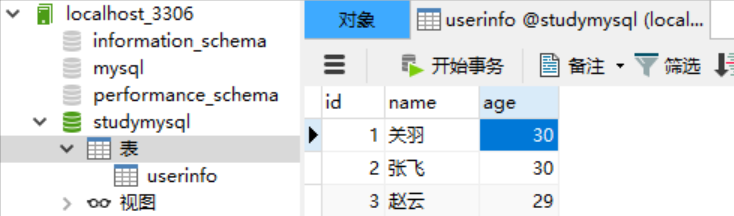 localhost_3306
information_schema
mysql
performance_schema
studymysql
表
userinfo
视图
对象 userinfo @studymysql (local...
开始事务 备注 筛选
id name age
1 关羽 30
2 张飞 30
3 赵云 29